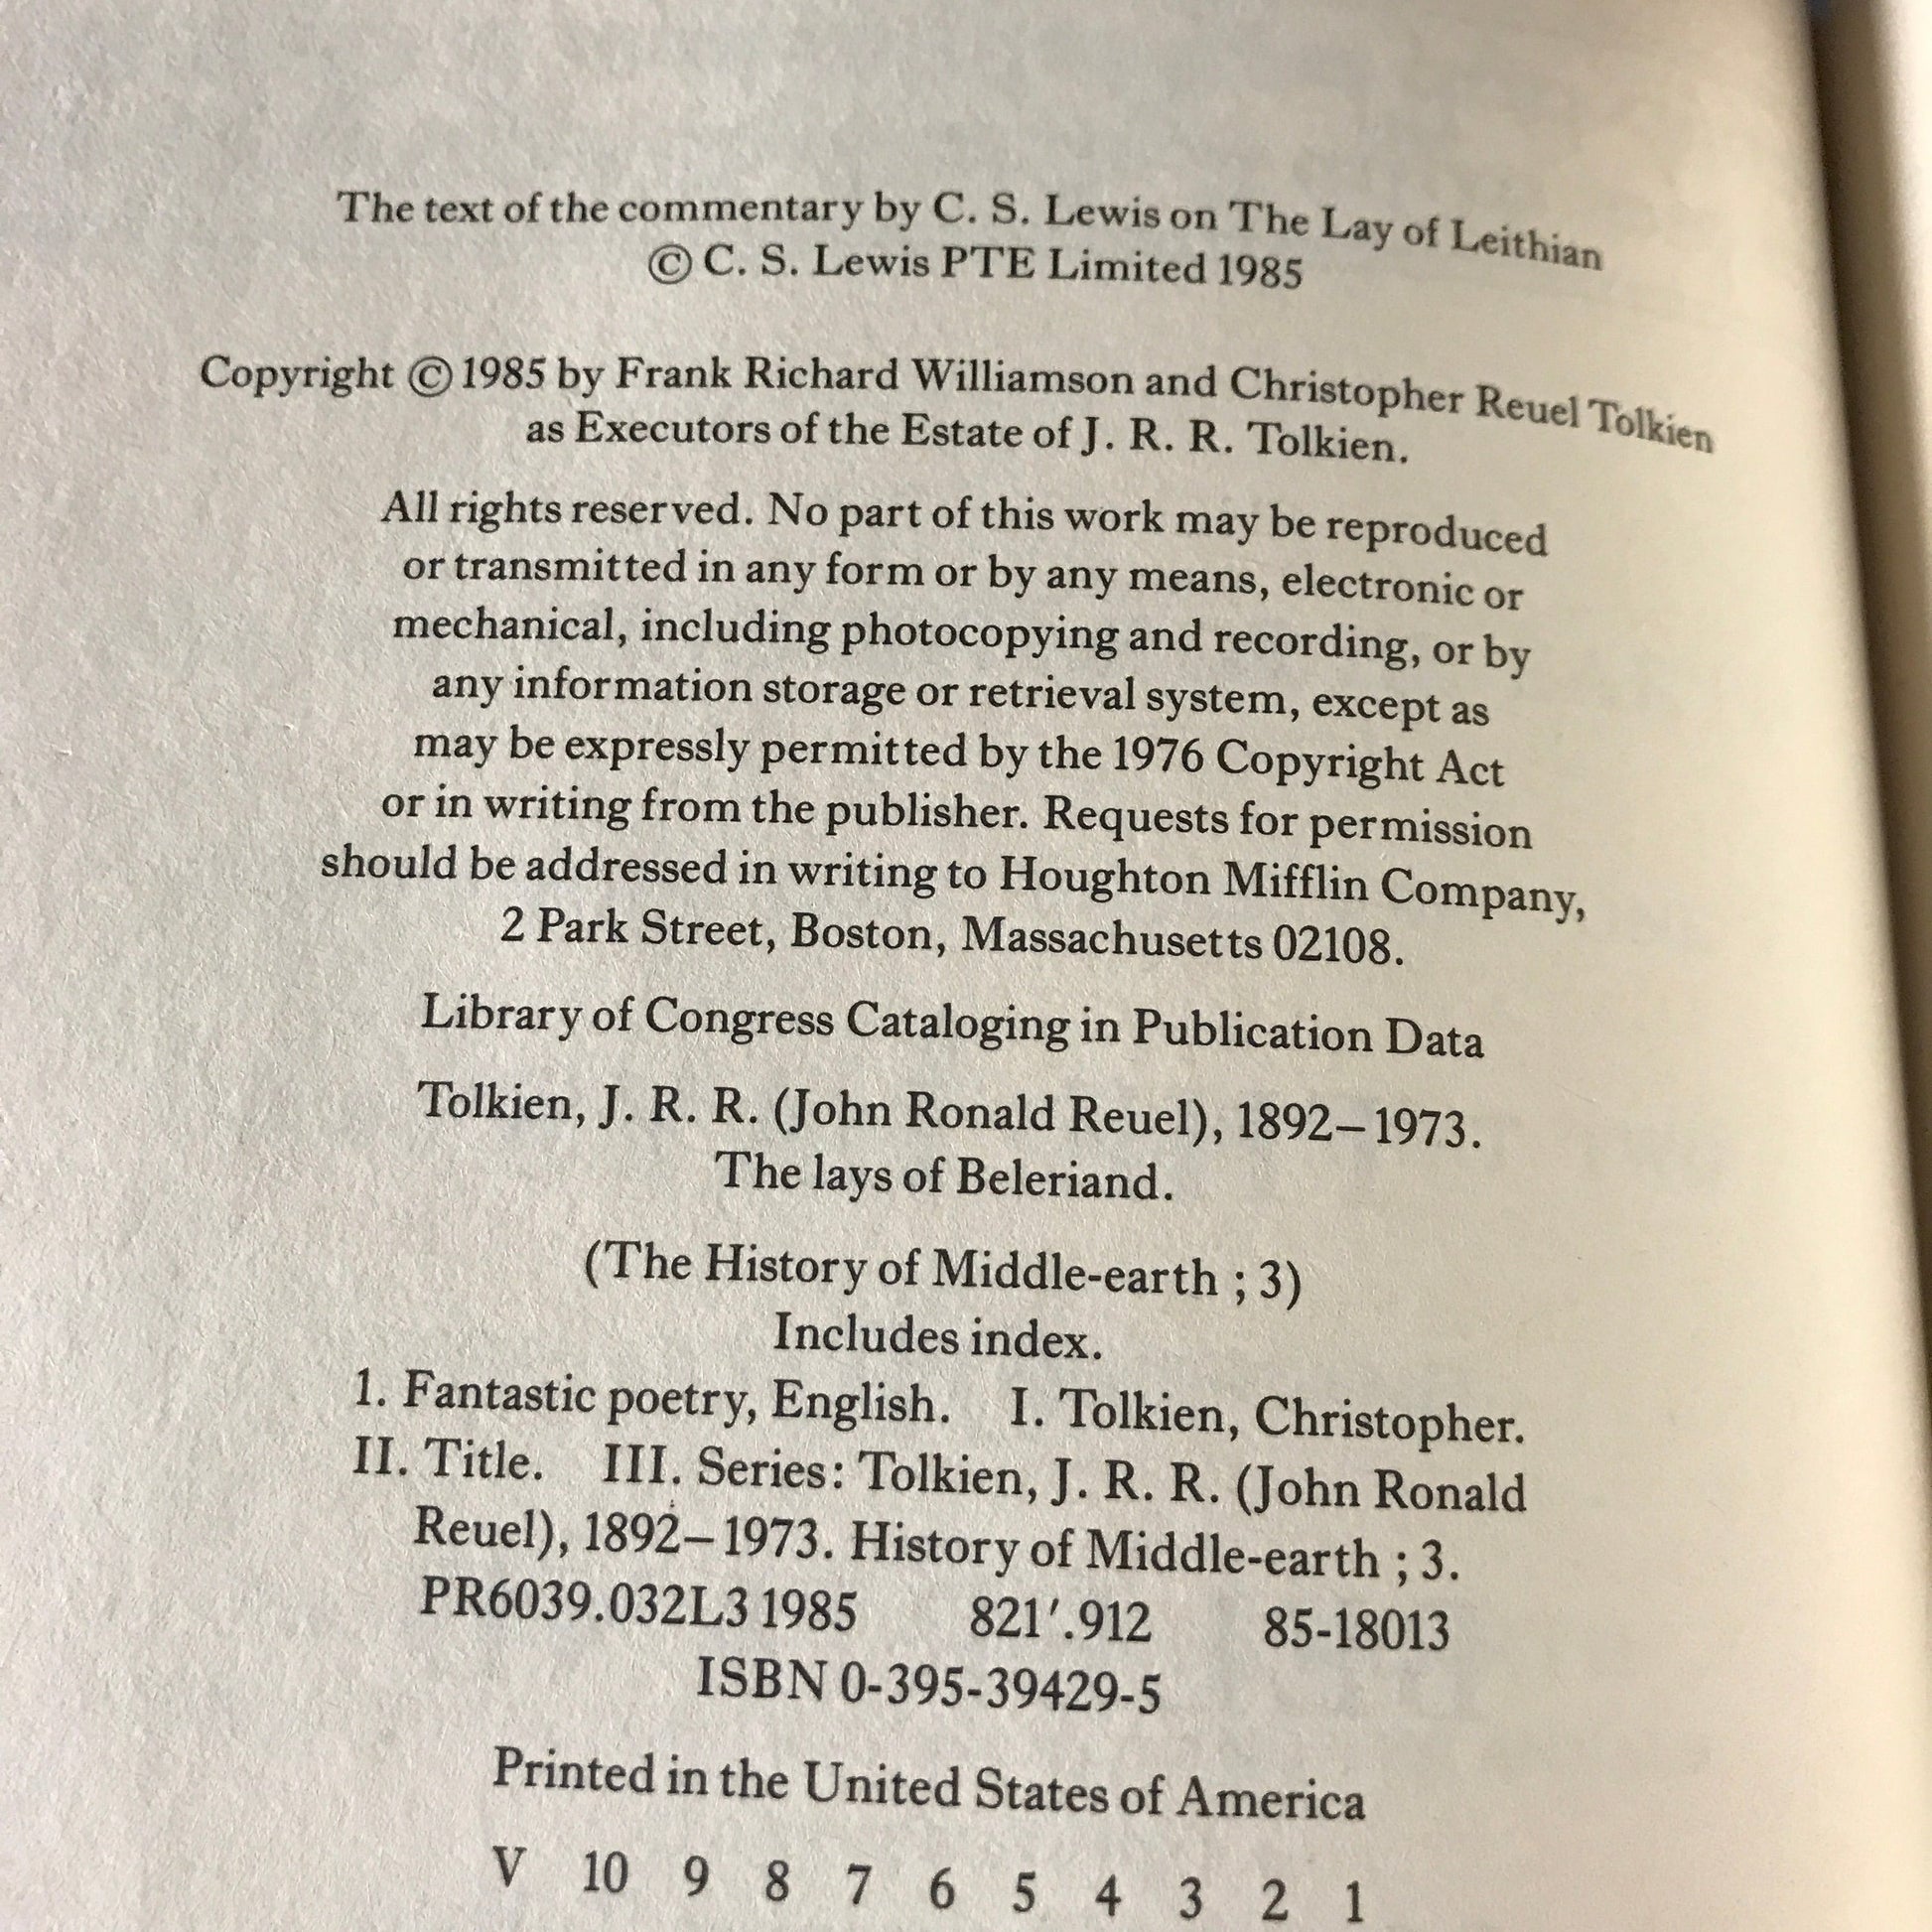 The text of the commentary by C. S. Lewis on The Lay of Leithian
© C. S. Lewis PTE Limited 1985
Copyright © 1985 by Frank Richard Williamson and Christopher Reuel Tolkien
as Executors of the Estate of J. R. R. Tolkien.
All rights reserved. No part of this work may be reproduced
or transmitted in any form or by any means, electronic or
mechanical, including photocopying and recording, or by
any information storage or retrieval system, except as
may be expressly permitted by the 1976 Copyright Act
or in writing from the publisher. Requests for permission
should be addressed in writing to Houghton Mifflin Company,
2 Park Street, Boston, Massachusetts 02108.
Library of Congress Cataloging in Publication Data
Tolkien, J. R. R. (John Ronald Reuel), 1892–1973.
The lays of Beleriand.
(The History of Middle-earth ; 3)
Includes index.
1. Fantastic poetry, English. I. Tolkien, Christopher.
II. Title. III. Series: Tolkien, J. R. R. (John Ronald
Reuel), 1892–1973. History of Middle-earth ; 3.
PR6039.032L3 1985 821′.912 85-18013
ISBN 0-395-39429-5
Printed in the United States of America
V 10 9 8 7 6 5 4 3 2 1